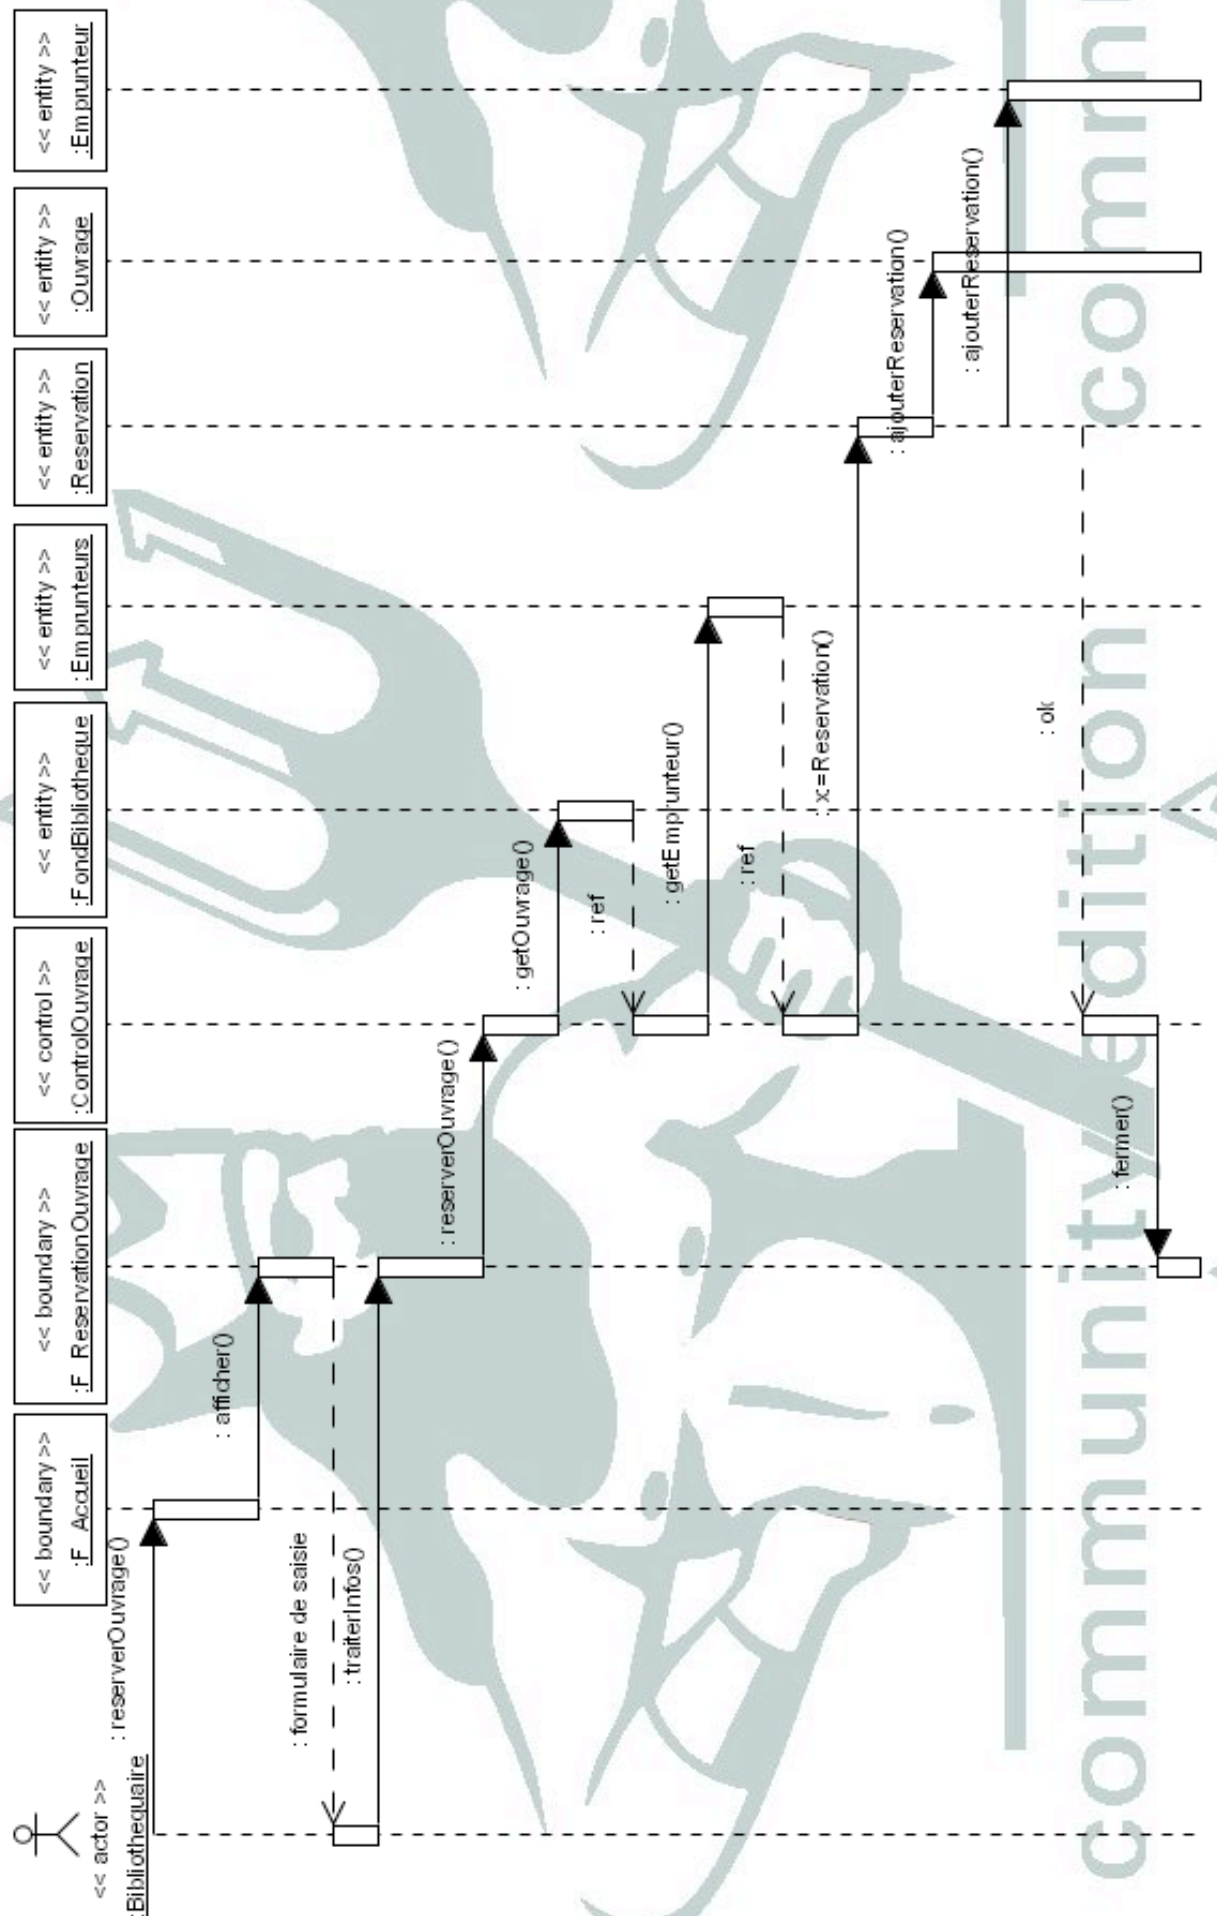 << actor >>
:Bibliothequaire
<< boundary >>
:F_Accueil
<< boundary >>
:F_ReservationOuvrage
<< control >>
:ControlOuvrage
<< entity >>
:FondBibliotheque
<< entity >>
:Emprunteurs
<< entity >>
:Reservation
<< entity >>
:Ouvrage
<< entity >>
:Emprunteur
: reserverOuvrage()
: afficher()
: formulaire de saisie
: traiterInfos()
: reserverOuvrage()
: getOuvrage()
: ref
: getEmprunteur()
: ref
: x=Reservation()
: ajouterReservation()
: ajouterReservation()
: ok
: fermer()
community edition comm